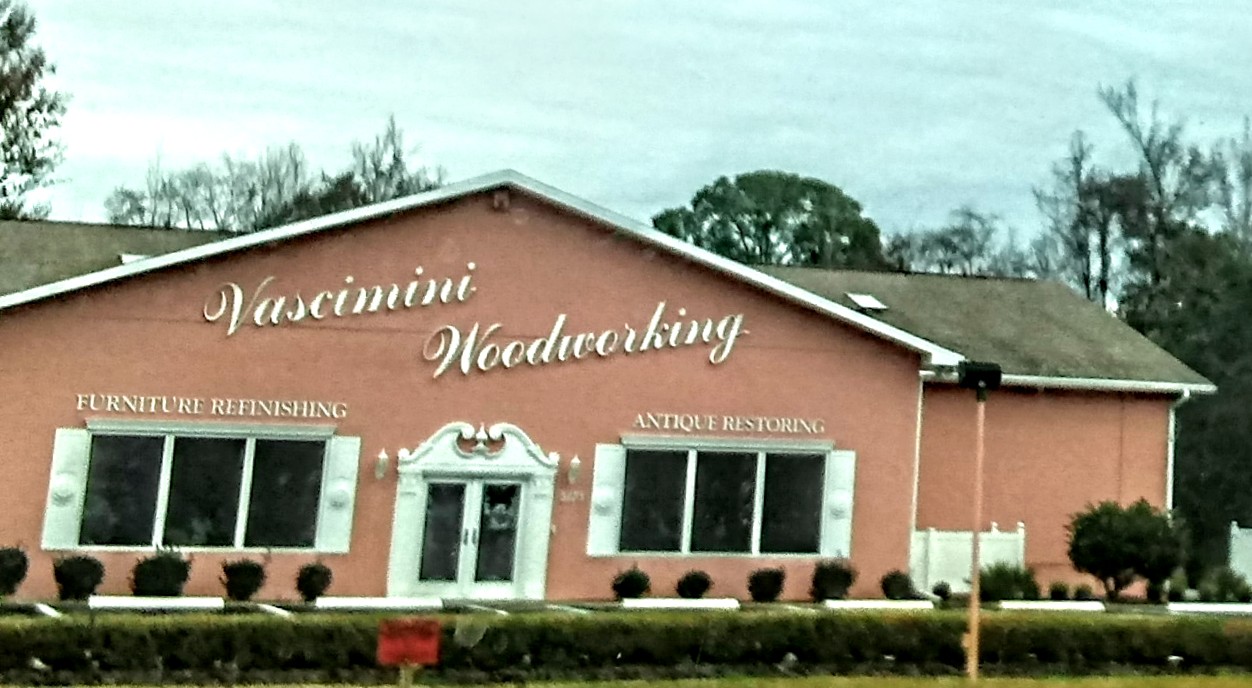 Vascimini
Woodworking
FURNITURE REFINISHING
ANTIQUE RESTORING